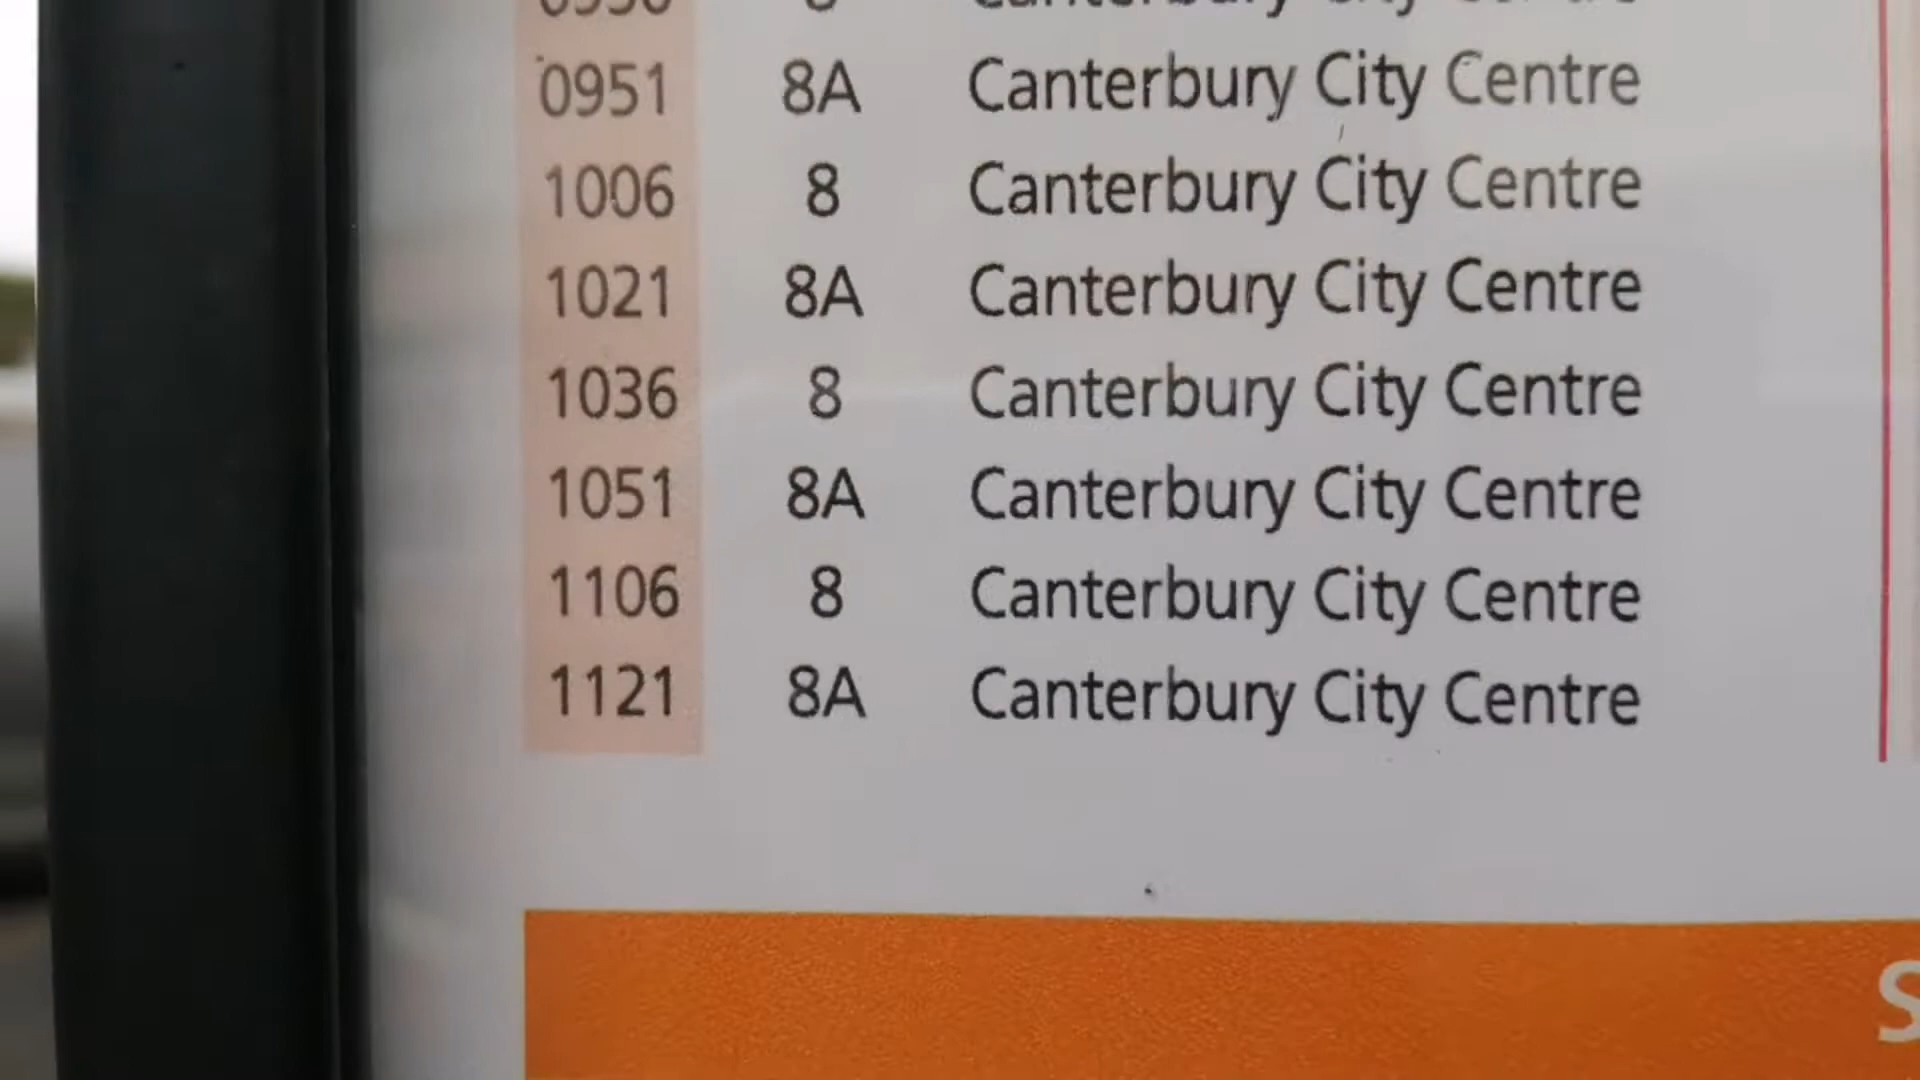 0951 8A Canterbury City Centre
1006 8 Canterbury City Centre
1021 8A Canterbury City Centre
1036 8 Canterbury City Centre
1051 8A Canterbury City Centre
1106 8 Canterbury City Centre
1121 8A Canterbury City Centre